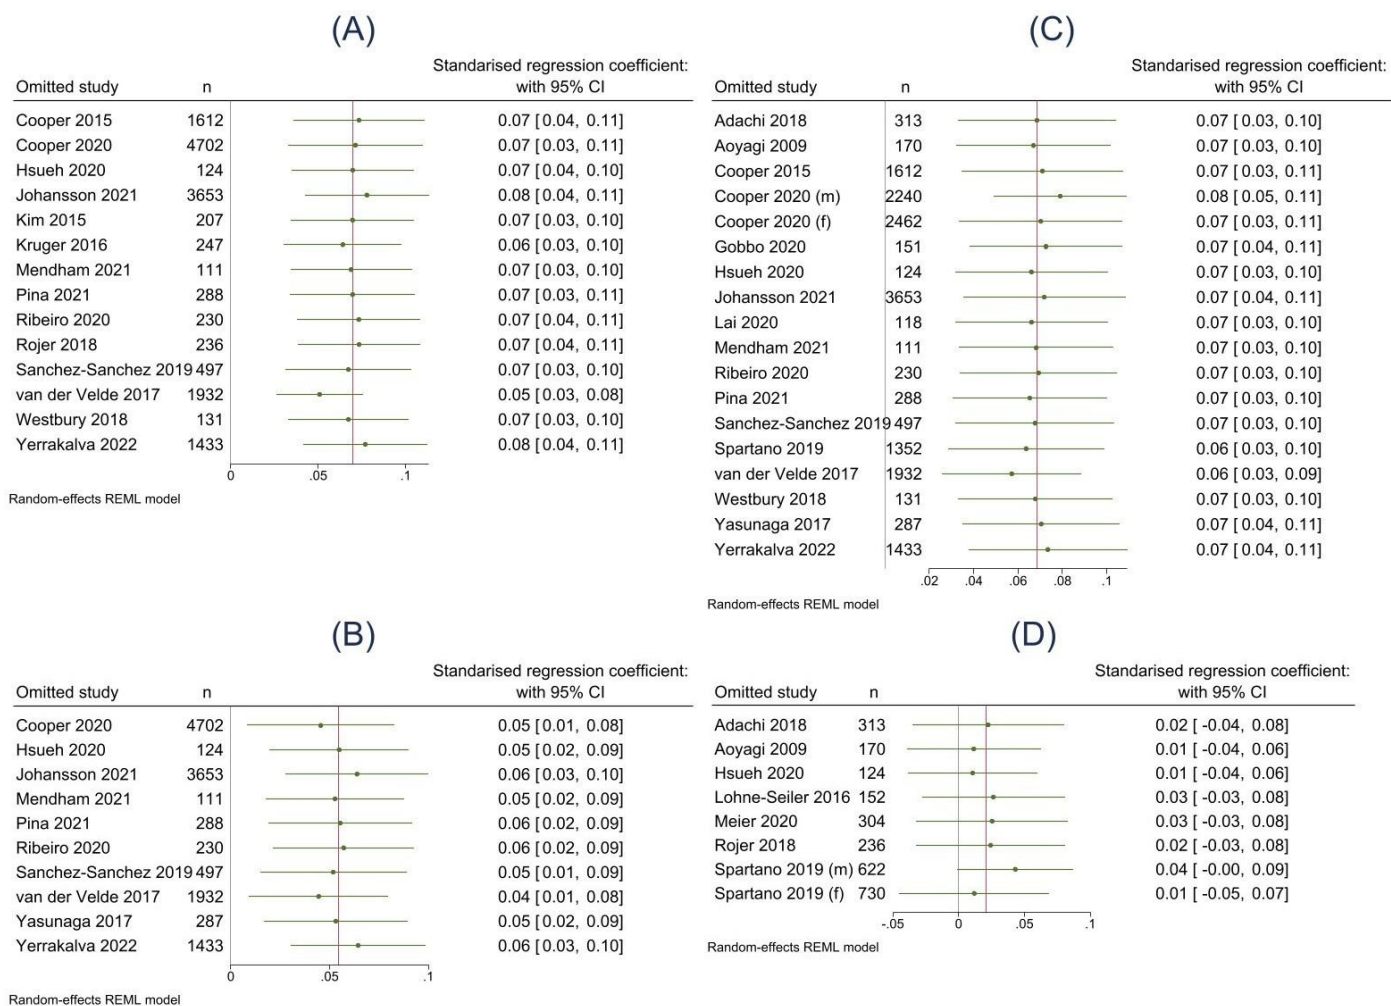 (A)
Standarised regression coefficient:
Omitted study n with 95% CI
Cooper 2015 1612 0.07 [ 0.04, 0.11]
Cooper 2020 4702 0.07 [ 0.03, 0.11]
Hsueh 2020 124 0.07 [ 0.04, 0.10]
Johansson 2021 3653 0.08 [ 0.04, 0.11]
Kim 2015 207 0.07 [ 0.03, 0.10]
Kruger 2016 247 0.06 [ 0.03, 0.10]
Mendham 2021 111 0.07 [ 0.03, 0.10]
Pina 2021 288 0.07 [ 0.03, 0.11]
Ribeiro 2020 230 0.07 [ 0.04, 0.11]
Rojer 2018 236 0.07 [ 0.04, 0.11]
Sanchez-Sanchez 2019 497 0.07 [ 0.03, 0.10]
van der Velde 2017 1932 0.05 [ 0.03, 0.08]
Westbury 2018 131 0.07 [ 0.03, 0.10]
Yerrakalva 2022 1433 0.08 [ 0.04, 0.11]
0 .05 .1
Random-effects REML model
(B)
Standarised regression coefficient:
Omitted study n with 95% CI
Cooper 2020 4702 0.05 [ 0.01, 0.08]
Hsueh 2020 124 0.05 [ 0.02, 0.09]
Johansson 2021 3653 0.06 [ 0.03, 0.10]
Mendham 2021 111 0.05 [ 0.02, 0.09]
Pina 2021 288 0.06 [ 0.02, 0.09]
Ribeiro 2020 230 0.06 [ 0.02, 0.09]
Sanchez-Sanchez 2019 497 0.05 [ 0.01, 0.09]
van der Velde 2017 1932 0.04 [ 0.01, 0.08]
Yasunaga 2017 287 0.05 [ 0.02, 0.09]
Yerrakalva 2022 1433 0.06 [ 0.03, 0.10]
0 .05 .1
Random-effects REML model
(C)
Standarised regression coefficient:
Omitted study n with 95% CI
Adachi 2018 313 0.07 [ 0.03, 0.10]
Aoyagi 2009 170 0.07 [ 0.03, 0.10]
Cooper 2015 1612 0.07 [ 0.03, 0.11]
Cooper 2020 (m) 2240 0.08 [ 0.05, 0.11]
Cooper 2020 (f) 2462 0.07 [ 0.03, 0.11]
Gobbo 2020 151 0.07 [ 0.04, 0.11]
Hsueh 2020 124 0.07 [ 0.03, 0.10]
Johansson 2021 3653 0.07 [ 0.04, 0.11]
Lai 2020 118 0.07 [ 0.03, 0.10]
Mendham 2021 111 0.07 [ 0.03, 0.10]
Ribeiro 2020 230 0.07 [ 0.03, 0.10]
Pina 2021 288 0.07 [ 0.03, 0.10]
Sanchez-Sanchez 2019 497 0.07 [ 0.03, 0.10]
Spartano 2019 1352 0.06 [ 0.03, 0.10]
van der Velde 2017 1932 0.06 [ 0.03, 0.09]
Westbury 2018 131 0.07 [ 0.03, 0.10]
Yasunaga 2017 287 0.07 [ 0.04, 0.11]
Yerrakalva 2022 1433 0.07 [ 0.04, 0.11]
.02 .04 .06 .08 .1
Random-effects REML model
(D)
Standarised regression coefficient:
Omitted study n with 95% CI
Adachi 2018 313 0.02 [ -0.04, 0.08]
Aoyagi 2009 170 0.01 [ -0.04, 0.06]
Hsueh 2020 124 0.01 [ -0.04, 0.06]
Lohne-Seiler 2016 152 0.03 [ -0.03, 0.08]
Meier 2020 304 0.03 [ -0.03, 0.08]
Rojer 2018 236 0.02 [ -0.03, 0.08]
Spartano 2019 (m) 622 0.04 [ -0.00, 0.09]
Spartano 2019 (f) 730 0.01 [ -0.05, 0.07]
-.05 0 .05 .1
Random-effects REML model